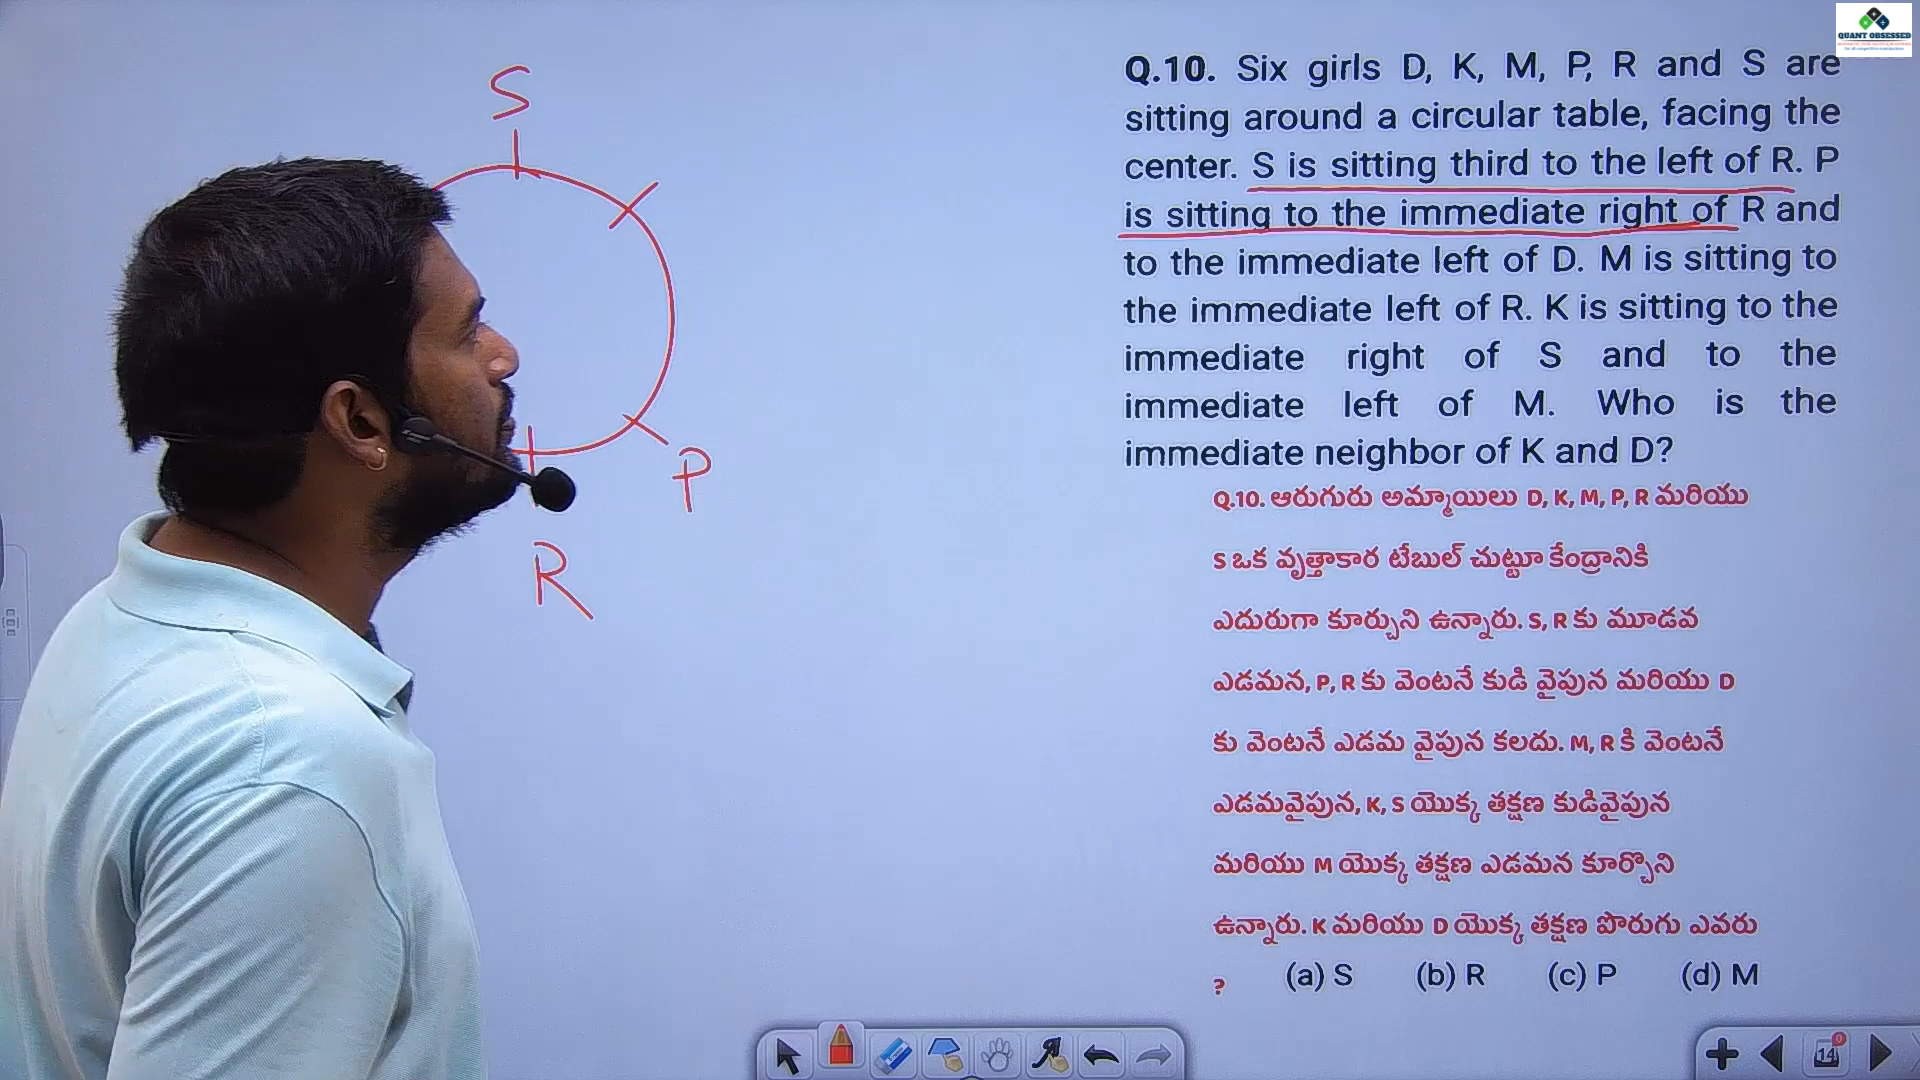 QUANT OBSESSED
S
P
R
Q.10. Six girls D, K, M, P, R and S are
sitting around a circular table, facing the
center. S is sitting third to the left of R. P
is sitting to the immediate right of R and
to the immediate left of D. M is sitting to
the immediate left of R. K is sitting to the
immediate right of S and to the
immediate left of M. Who is the
immediate neighbor of K and D?
Q.10. ఆరుగురు అమ్మాయిలు D, K, M, P, R మరియు
S ఒక వృత్తాకార టేబుల్ చుట్టూ కేంద్రానికి
ఎదురుగా కూర్చుని ఉన్నారు. S, R కు మూడవ
ఎడమన, P, R కు వెంటనే కుడి వైపున మరియు D
కు వెంటనే ఎడమ వైపున కలదు. M, R కి వెంటనే
ఎడమవైపున, K, S యొక్క తక్షణ కుడివైపున
మరియు M యొక్క తక్షణ ఎడమన కూర్చొని
ఉన్నారు. K మరియు D యొక్క తక్షణ పొరుగు ఎవరు
? (a) S (b) R (c) P (d) M
14
0